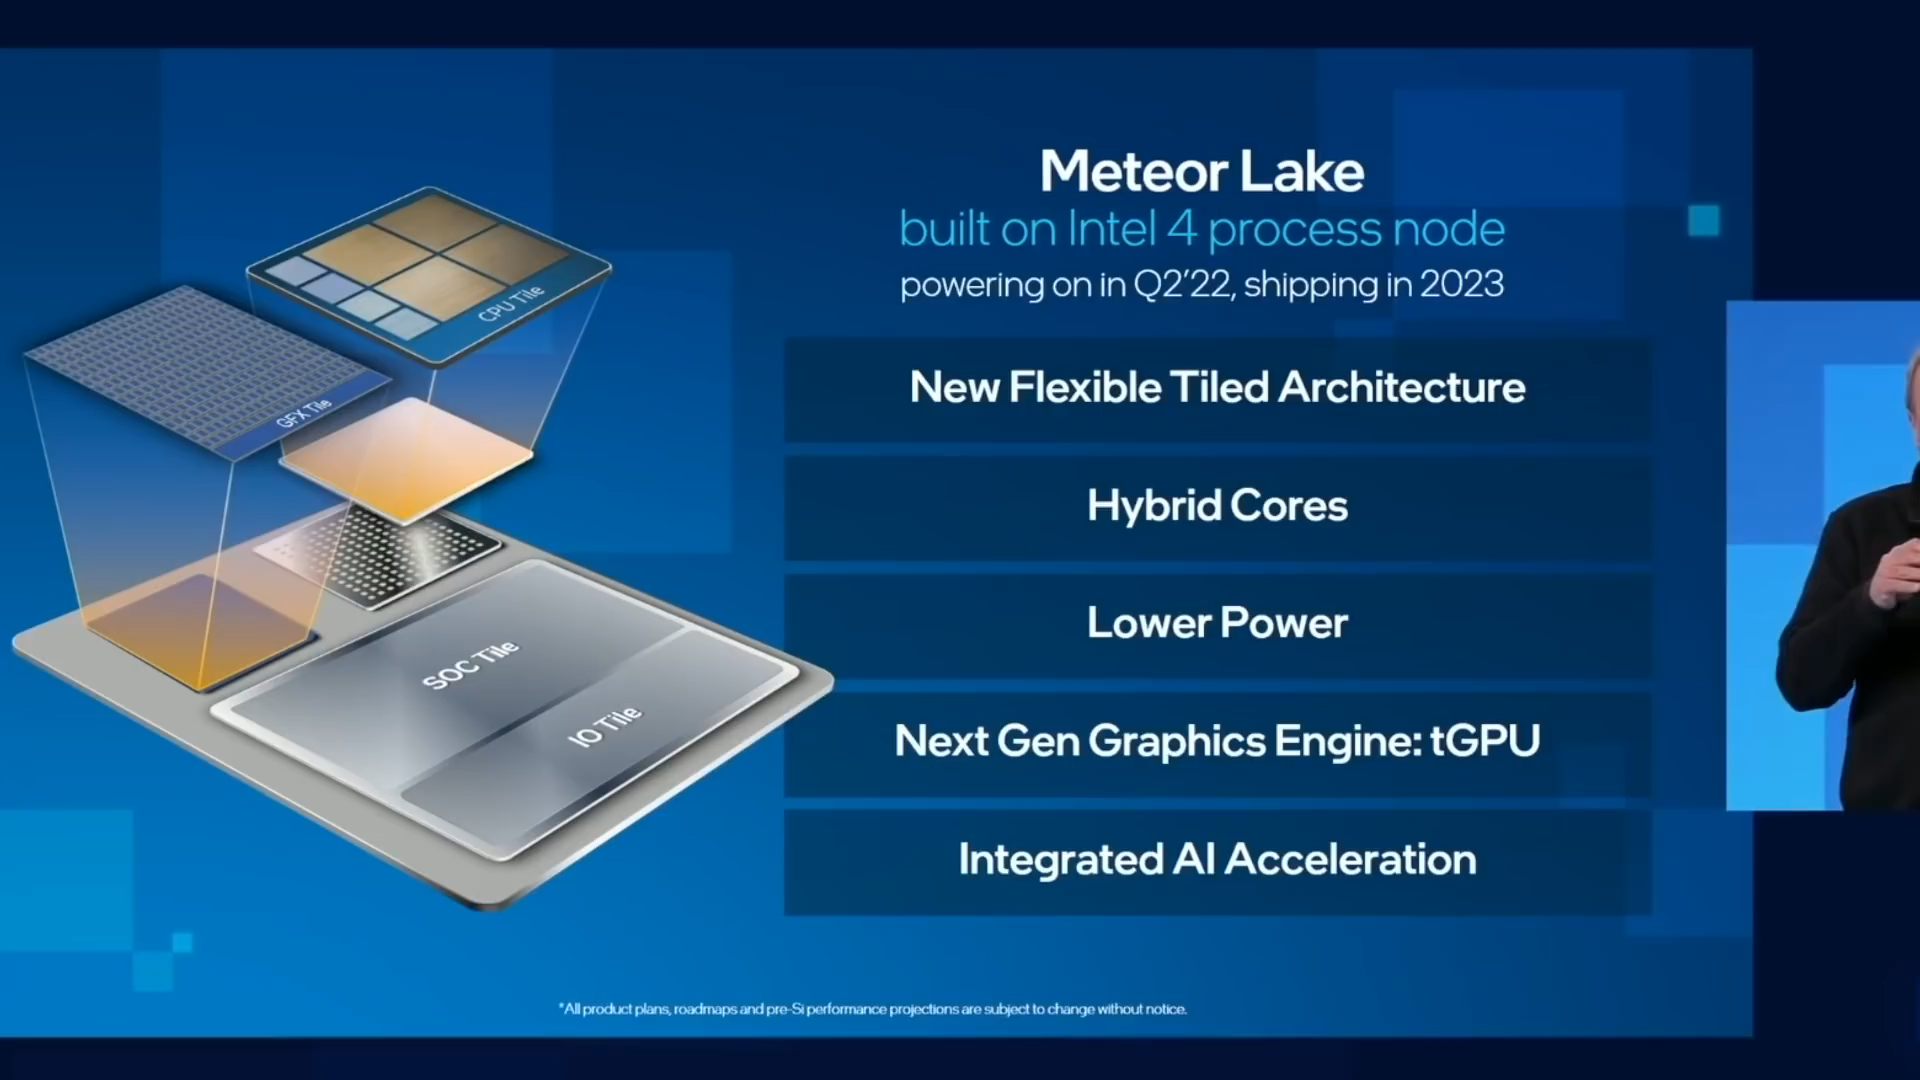 Meteor Lake
built on Intel 4 process node
powering on in Q2'22, shipping in 2023
New Flexible Tiled Architecture
Hybrid Cores
Lower Power
Next Gen Graphics Engine: tGPU
Integrated AI Acceleration
CPU Tile
GFX Tile
SOC Tile
IO Tile
*All product plans, roadmaps and pre-Si performance projections are subject to change without notice.